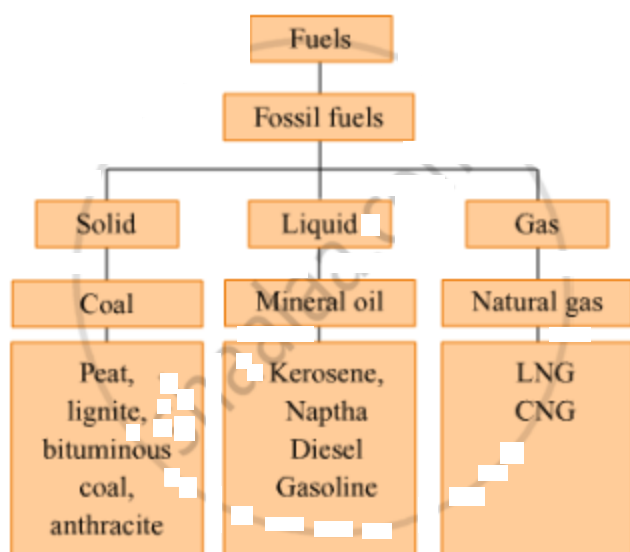 Fuels
Fossil fuels
Solid
Liquid
Gas
Coal
Mineral oil
Natural gas
Peat,
lignite,
bituminous
coal,
anthracite
Kerosene,
Naptha
Diesel
Gasoline
LNG
CNG